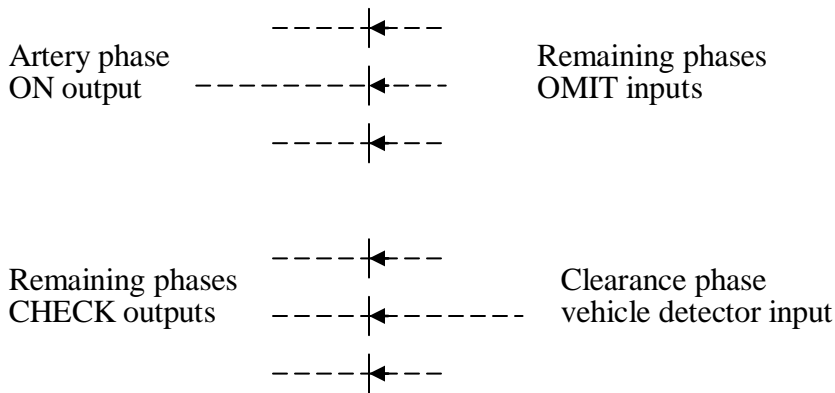 Artery phase
ON output
Remaining phases
OMIT inputs
Remaining phases
CHECK outputs
Clearance phase
vehicle detector input